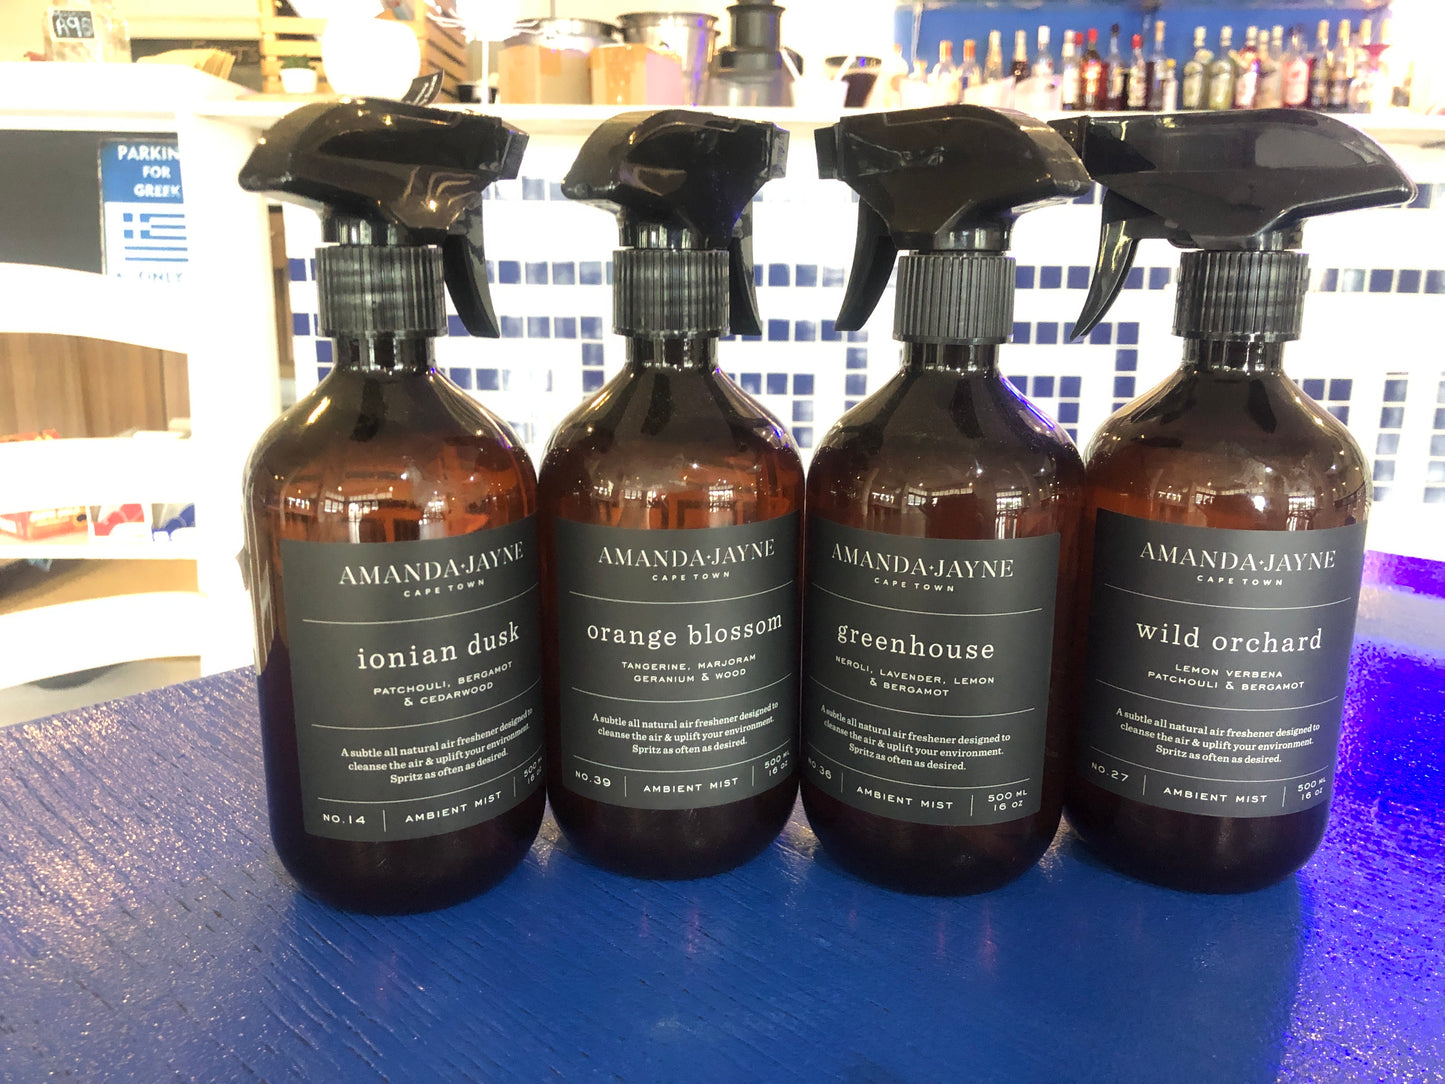 PARKIN
FOR
GREEK
ONLY
AMANDA·JAYNE
CAPE TOWN
ionian dusk
PATCHOULI, BERGAMOT
& CEDARWOOD
A subtle all natural air freshener designed to
cleanse the air & uplift your environment.
Spritz as often as desired.
NO.14
AMBIENT MIST
500 ML
16 OZ
AMANDA·JAYNE
CAPE TOWN
orange blossom
TANGERINE, MARJORAM
GERANIUM & WOOD
A subtle all natural air freshener designed to
cleanse the air & uplift your environment.
Spritz as often as desired.
NO.39
AMBIENT MIST
500 ML
16 OZ
AMANDA·JAYNE
CAPE TOWN
greenhouse
NEROLI, LAVENDER, LEMON
& BERGAMOT
A subtle all natural air freshener designed to
cleanse the air & uplift your environment.
Spritz as often as desired.
NO.36
AMBIENT MIST
500 ML
16 OZ
AMANDA·JAYNE
CAPE TOWN
wild orchard
LEMON VERBENA
PATCHOULI & BERGAMOT
A subtle all natural air freshener designed to
cleanse the air & uplift your environment.
Spritz as often as desired.
NO.27
AMBIENT MIST
500 ML
16 OZ